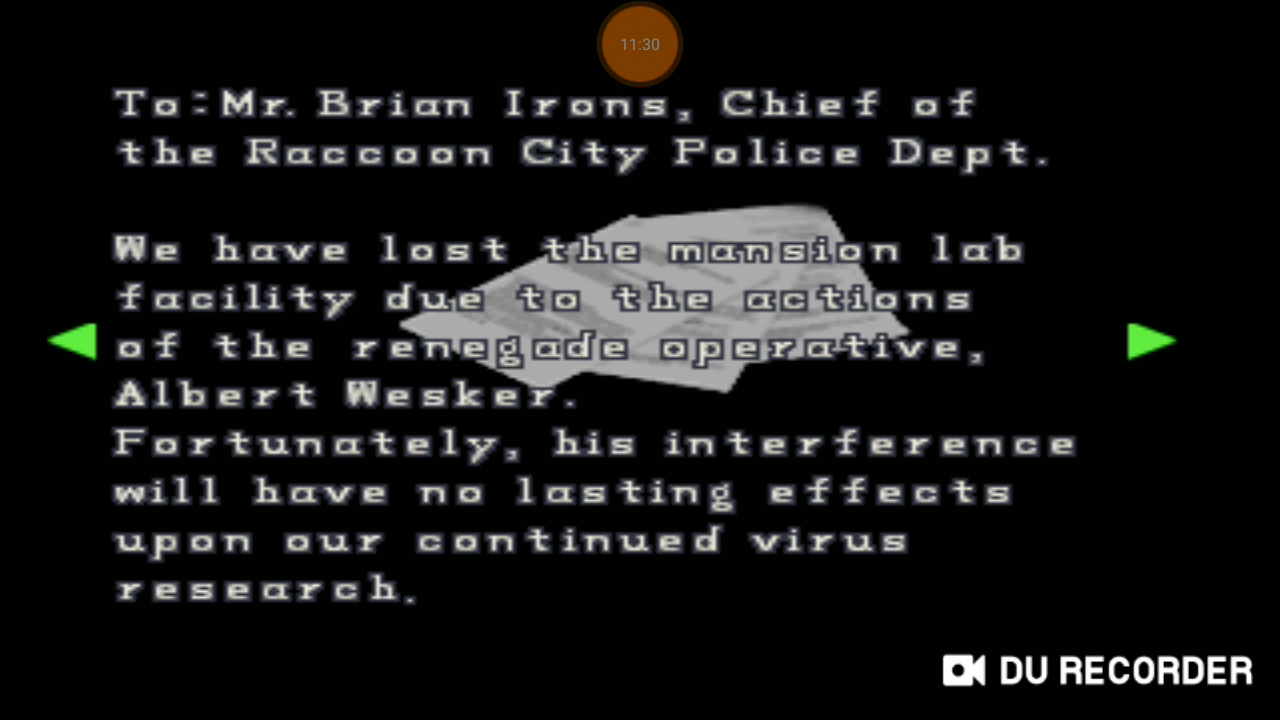 11:30
To:Mr. Brian Irons, Chief of
the Raccoon City Police Dept.
We have lost the mansion lab
facility due to the actions
of the renegade operative,
Albert Wesker.
Fortunately, his interference
will have no lasting effects
upon our continued virus
research.
DU RECORDER